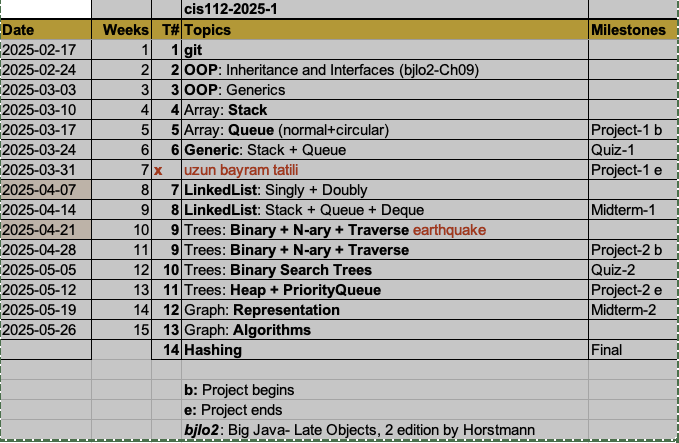 cis112-2025-1
Date Weeks T# Topics Milestones
2025-02-17 1 1 git
2025-02-24 2 2 OOP: Inheritance and Interfaces (bjlo2-Ch09)
2025-03-03 3 3 OOP: Generics
2025-03-10 4 4 Array: Stack
2025-03-17 5 5 Array: Queue (normal+circular) Project-1 b
2025-03-24 6 6 Generic: Stack + Queue Quiz-1
2025-03-31 7 x uzun bayram tatili Project-1 e
2025-04-07 8 7 LinkedList: Singly + Doubly
2025-04-14 9 8 LinkedList: Stack + Queue + Deque Midterm-1
2025-04-21 10 9 Trees: Binary + N-ary + Traverse earthquake
2025-04-28 11 9 Trees: Binary + N-ary + Traverse Project-2 b
2025-05-05 12 10 Trees: Binary Search Trees Quiz-2
2025-05-12 13 11 Trees: Heap + PriorityQueue Project-2 e
2025-05-19 14 12 Graph: Representation Midterm-2
2025-05-26 15 13 Graph: Algorithms
14 Hashing Final
b: Project begins
e: Project ends
bjlo2: Big Java- Late Objects, 2 edition by Horstmann